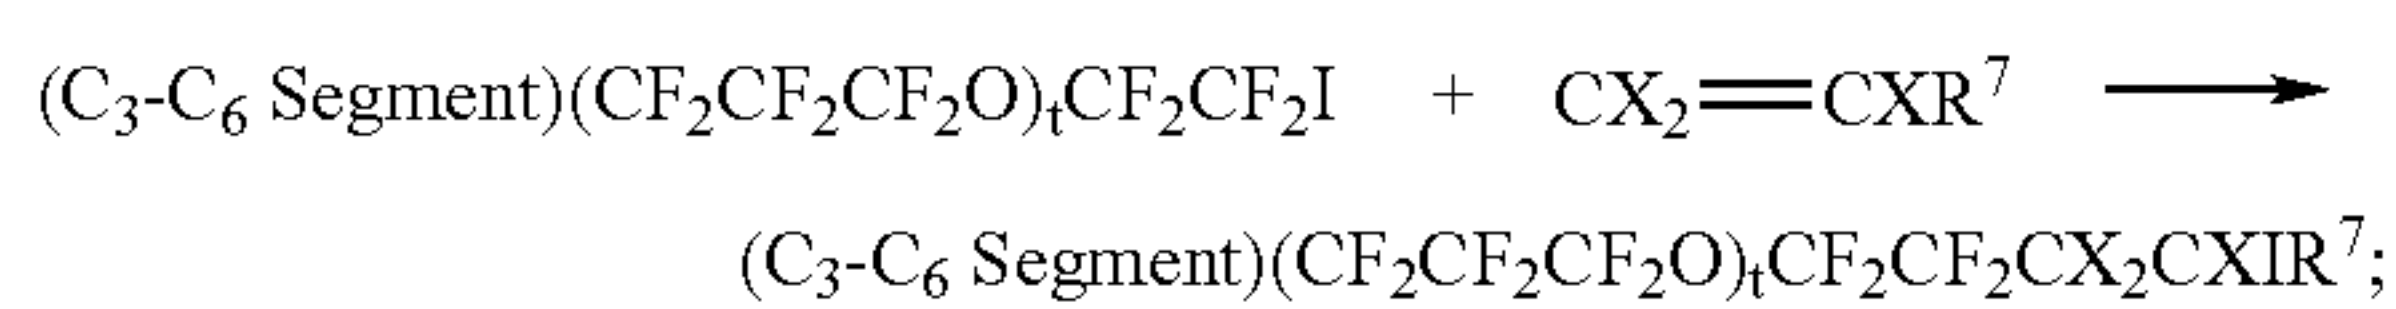 (C₃-C₆ Segment)(CF₂CF₂CF₂O)ₜCF₂CF₂I + CX₂=CXR⁷ →
(C₃-C₆ Segment)(CF₂CF₂CF₂O)ₜCF₂CF₂CX₂CXIR⁷;